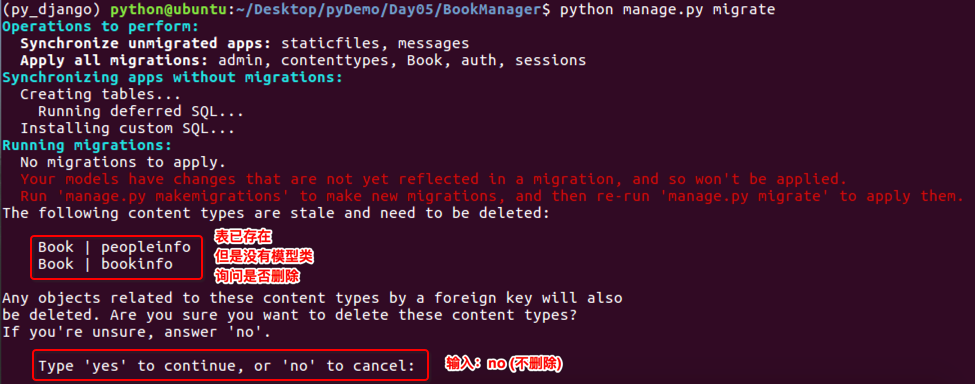 (py_django) python@ubuntu:~/Desktop/pyDemo/Day05/BookManager$ python manage.py migrate
Operations to perform:
  Synchronize unmigrated apps: staticfiles, messages
  Apply all migrations: admin, contenttypes, Book, auth, sessions
Synchronizing apps without migrations:
  Creating tables...
    Running deferred SQL...
  Installing custom SQL...
Running migrations:
  No migrations to apply.
  Your models have changes that are not yet reflected in a migration, and so won't be applied.
  Run 'manage.py makemigrations' to make new migrations, and then re-run 'manage.py migrate' to apply them.
The following content types are stale and need to be deleted:
    Book | peopleinfo
    Book | bookinfo
表已存在
但是没有模型类
询问是否删除
Any objects related to these content types by a foreign key will also
be deleted. Are you sure you want to delete these content types?
If you're unsure, answer 'no'.
    Type 'yes' to continue, or 'no' to cancel:
输入：no (不删除)